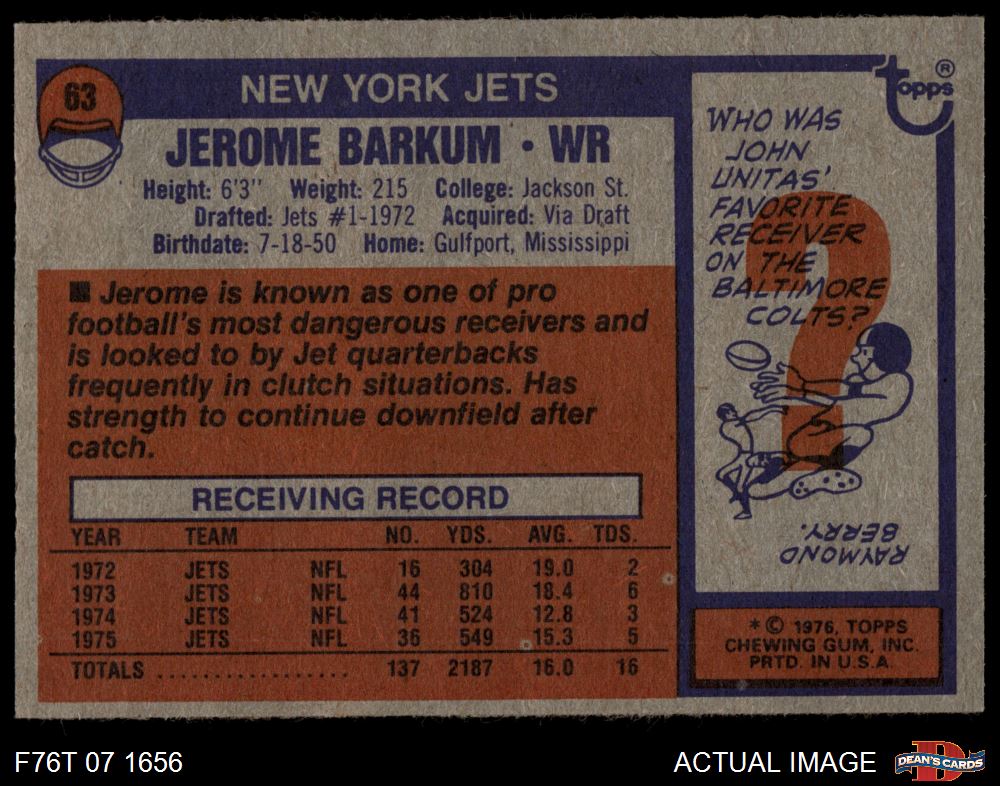 63
NEW YORK JETS
JEROME BARKUM • WR
Height: 6'3" Weight: 215 College: Jackson St.
Drafted: Jets #1-1972 Acquired: Via Draft
Birthdate: 7-18-50 Home: Gulfport, Mississippi
■ Jerome is known as one of pro
football's most dangerous receivers and
is looked to by Jet quarterbacks
frequently in clutch situations. Has
strength to continue downfield after
catch.
RECEIVING RECORD
YEAR TEAM NO. YDS. AVG. TDS.
1972 JETS NFL 16 304 19.0 2
1973 JETS NFL 44 810 18.4 6
1974 JETS NFL 41 524 12.8 3
1975 JETS NFL 36 549 15.3 5
TOTALS .................. 137 2187 16.0 16
Topps®
WHO WAS
JOHN
UNITAS'
FAVORITE
RECEIVER
ON THE
BALTIMORE
COLTS?
?
RAYMOND
BERRY.
* © 1976, TOPPS
CHEWING GUM, INC.
PRTD. IN U.S.A.
F76T 07 1656
ACTUAL IMAGE
D
DEAN'S CARDS